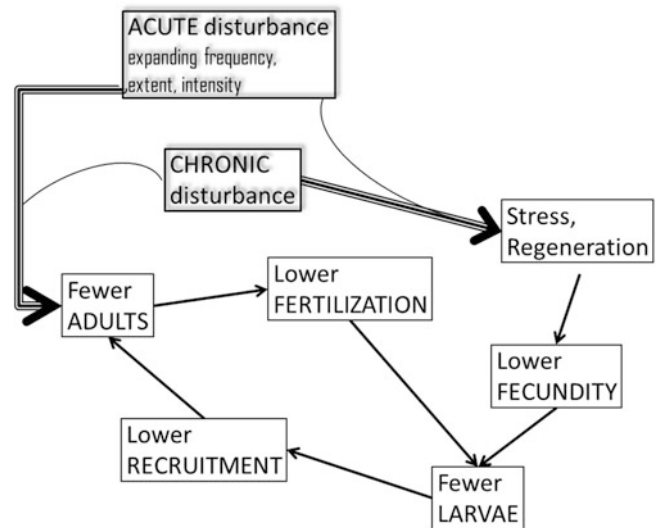 ACUTE disturbance
expanding frequency,
,extent, intensity
CHRONIC
disturbance
Stress,
Regeneration
Fewer
ADULTS
Lower
FERTILIZATION
Lower
FECUNDITY
Lower
RECRUITMENT
Fewer
LARVAE